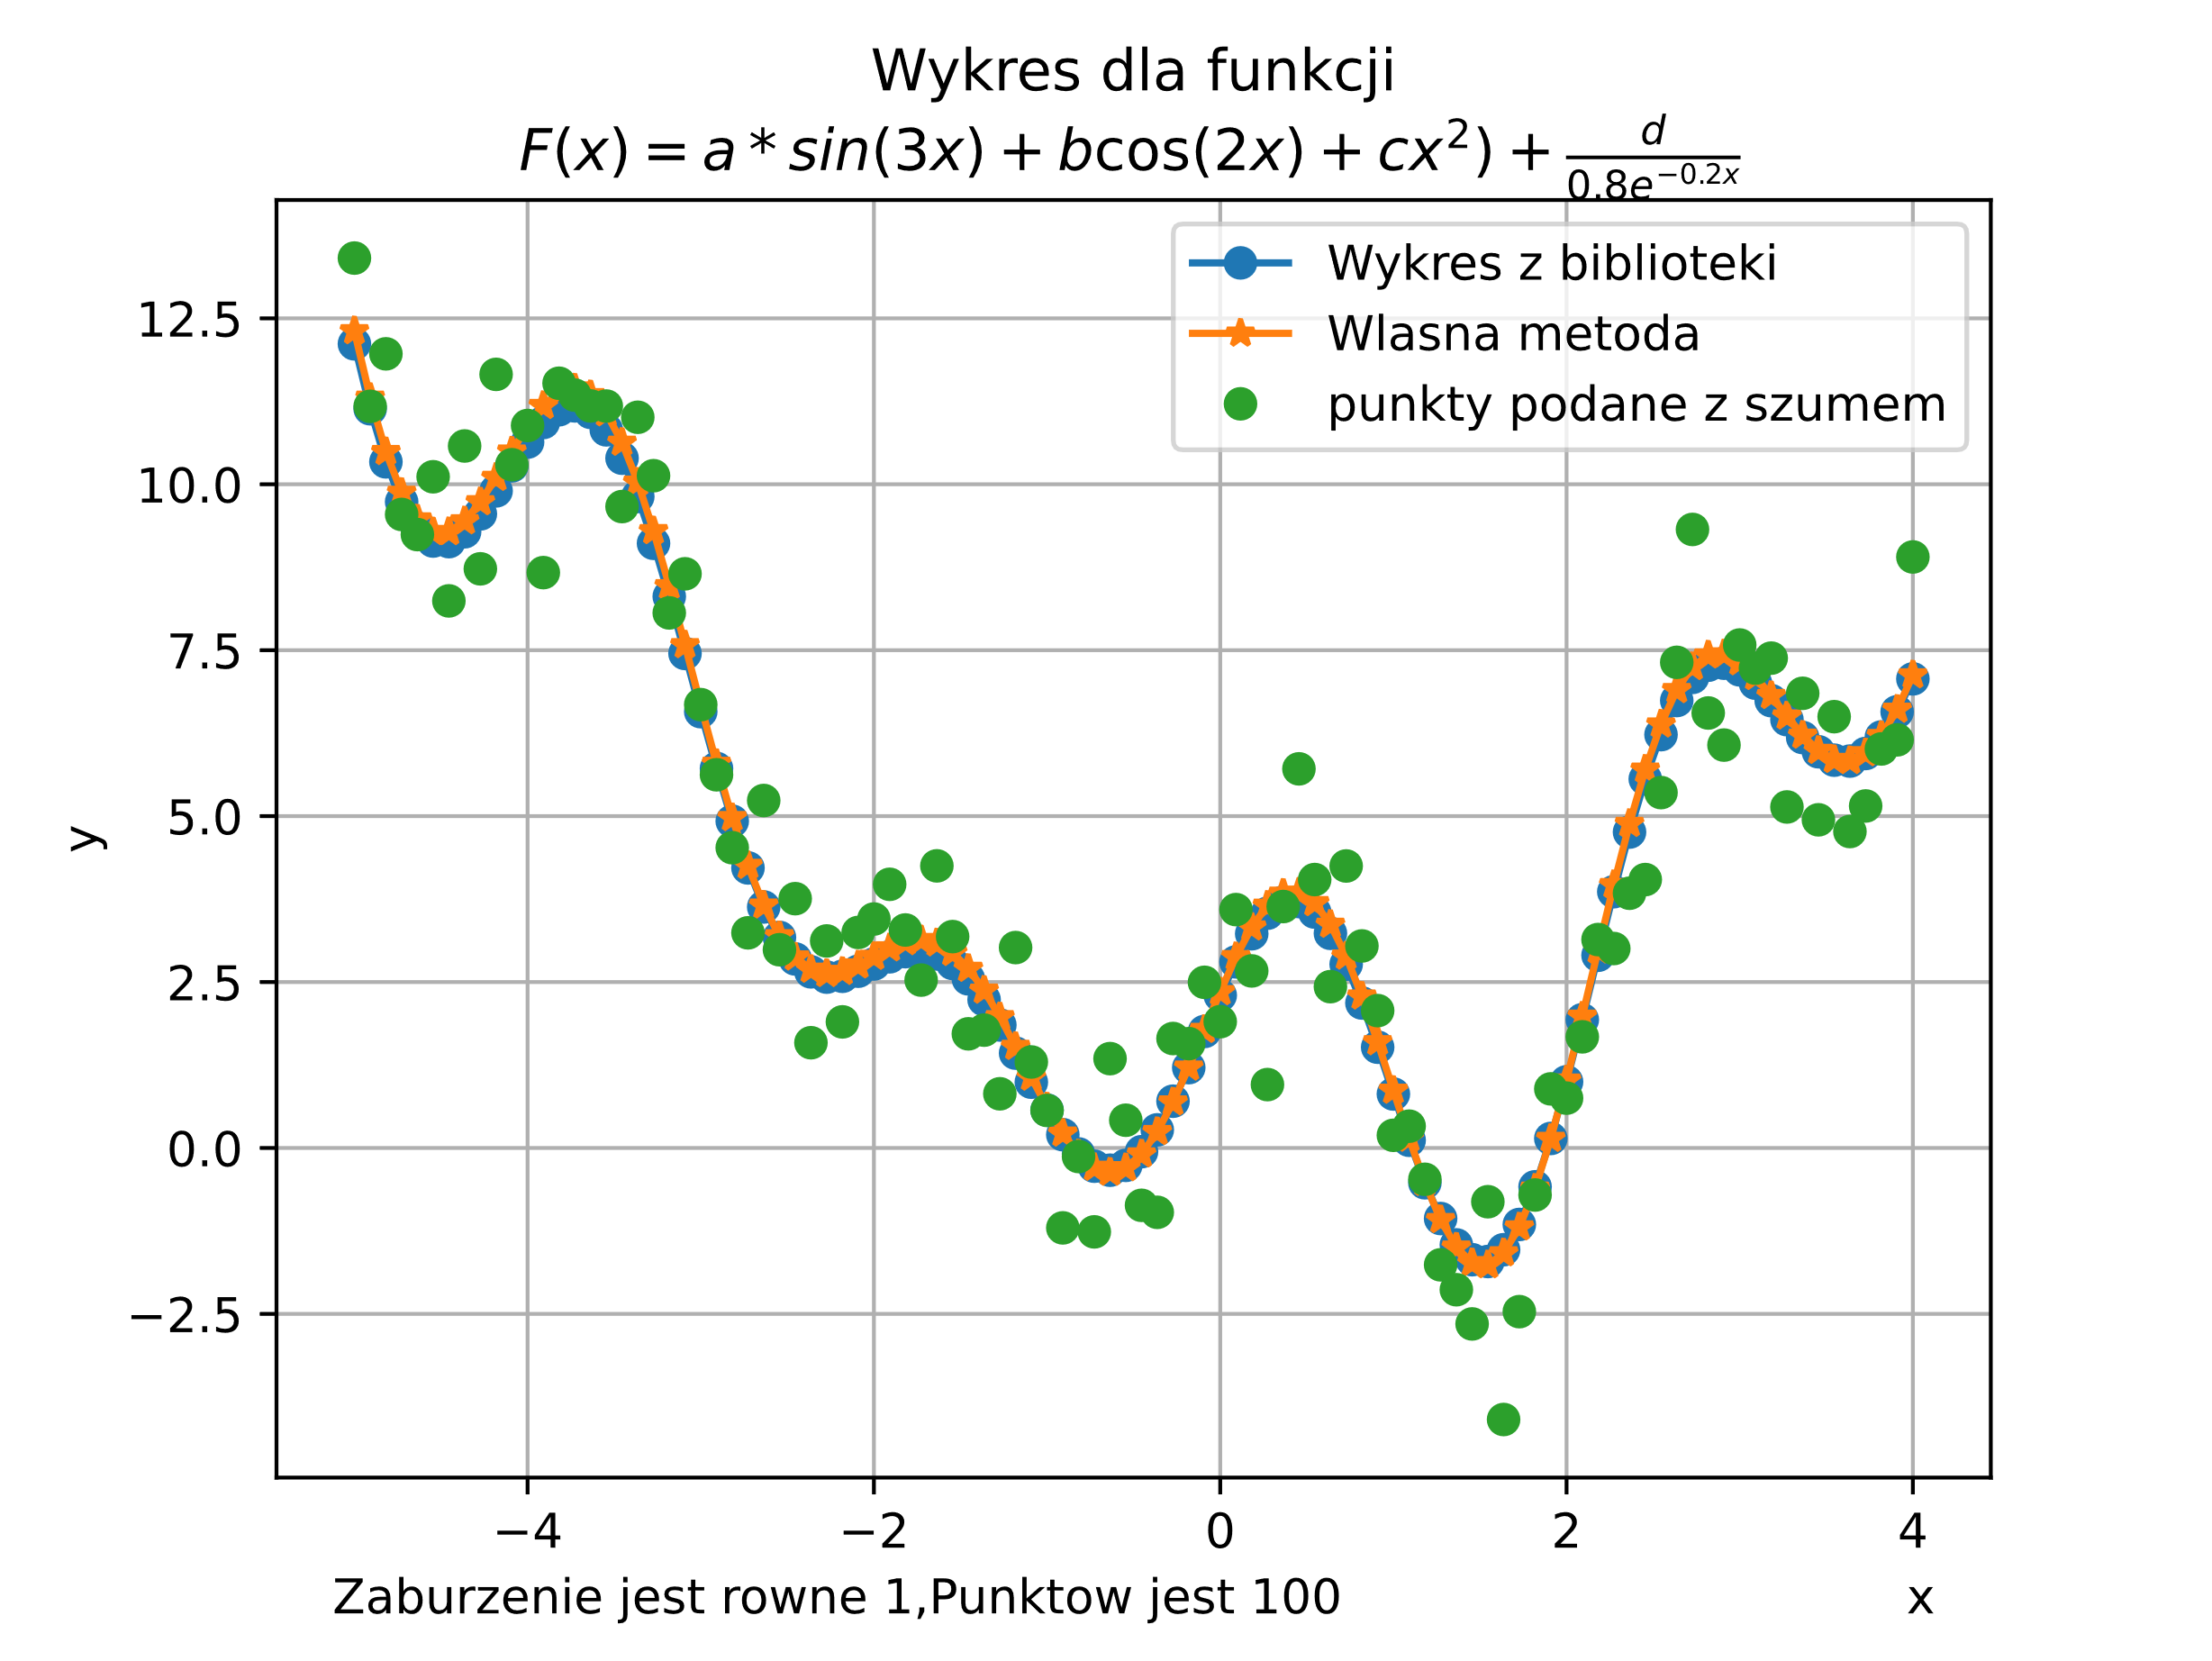 Wykres dla funkcji
F(x) = a * sin(3x) + bcos(2x) + cx²) + d / 0.8e^{−0.2x}
Wykres z biblioteki
Wlasna metoda
punkty podane z szumem
12.5
10.0
7.5
5.0
2.5
0.0
−2.5
y
−4 −2 0 2 4
Zaburzenie jest rowne 1,Punktow jest 100 x